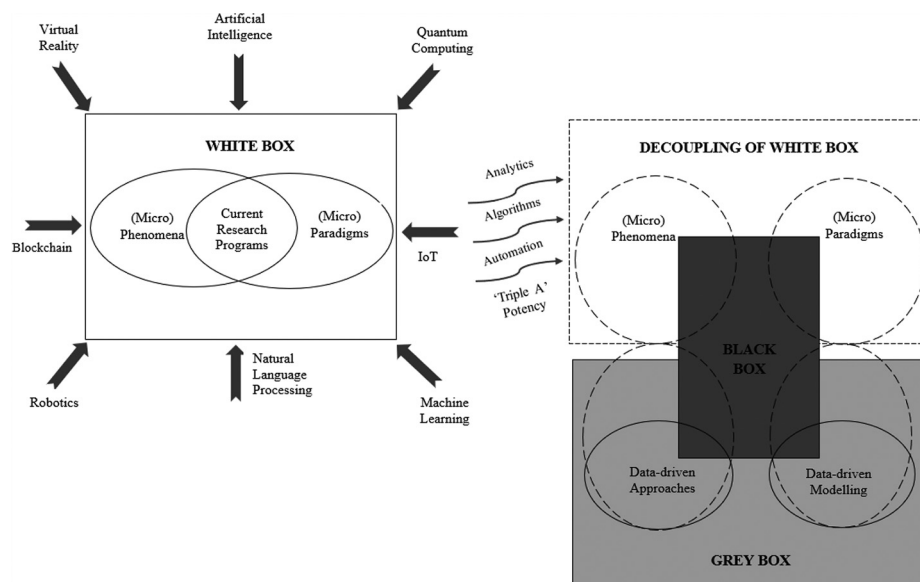 Virtual
Reality
Artificial
Intelligence
Quantum
Computing
WHITE BOX
(Micro)
Phenomena
Current
Research
Programs
(Micro)
Paradigms
Blockchain
IoT
Robotics
Natural
Language
Processing
Machine
Learning
Analytics
Algorithms
Automation
‘Triple A’
Potency
DECOUPLING OF WHITE BOX
(Micro)
Phenomena
(Micro)
Paradigms
BLACK
BOX
Data-driven
Approaches
Data-driven
Modelling
GREY BOX